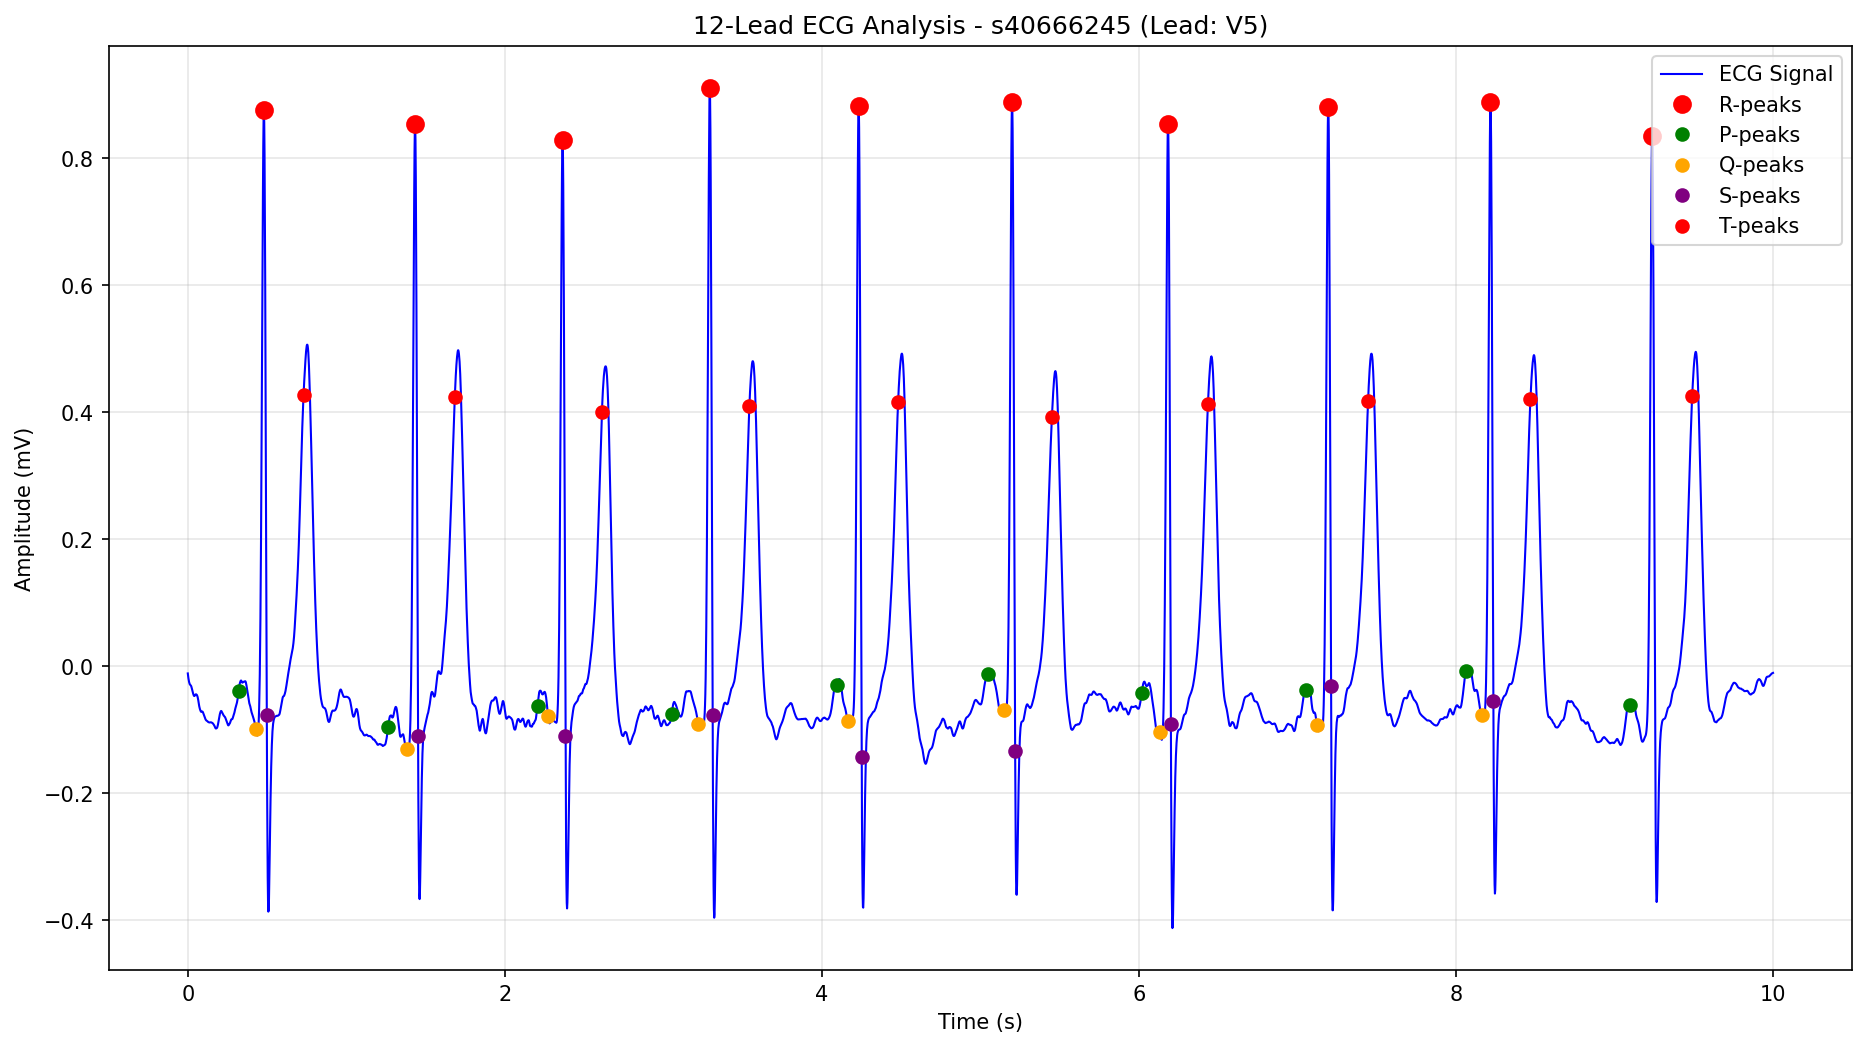 12-Lead ECG Analysis - s40666245 (Lead: V5)
ECG Signal
R-peaks
P-peaks
Q-peaks
S-peaks
T-peaks
Amplitude (mV)
0.8
0.6
0.4
0.2
0.0
−0.2
−0.4
0 2 4 6 8 10
Time (s)